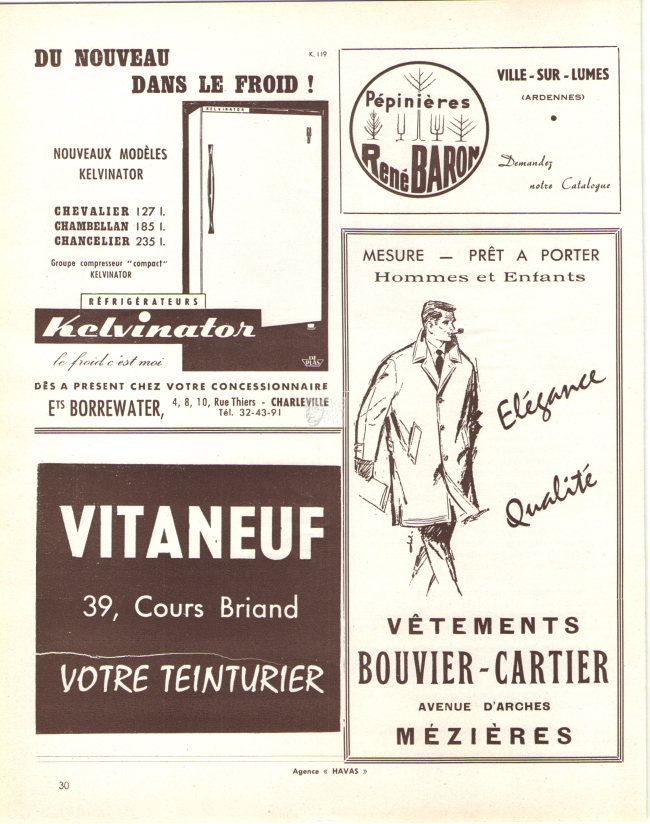 DU NOUVEAU
DANS LE FROID !
K. 119
KELVINATOR
NOUVEAUX MODÈLES
KELVINATOR
CHEVALIER 127 l.
CHAMBELLAN 185 l.
CHANCELIER 235 l.
Groupe compresseur "compact"
KELVINATOR
RÉFRIGÉRATEURS
Kelvinator
le froid c'est moi
DE PLAS
DÈS A PRESENT CHEZ VOTRE CONCESSIONNAIRE
ETS BORREWATER, 4, 8, 10, Rue Thiers - CHARLEVILLE
Tél. 32-43-91
VITANEUF
39, Cours Briand
VOTRE TEINTURIER
Pépinières
René BARON
VILLE - SUR - LUMES
(ARDENNES)
Demandez
notre Catalogue
MESURE — PRÊT A PORTER
Hommes et Enfants
Elégance
Qualité
VÊTEMENTS
BOUVIER-CARTIER
AVENUE D'ARCHES
MÉZIÈRES
Agence « HAVAS »
30